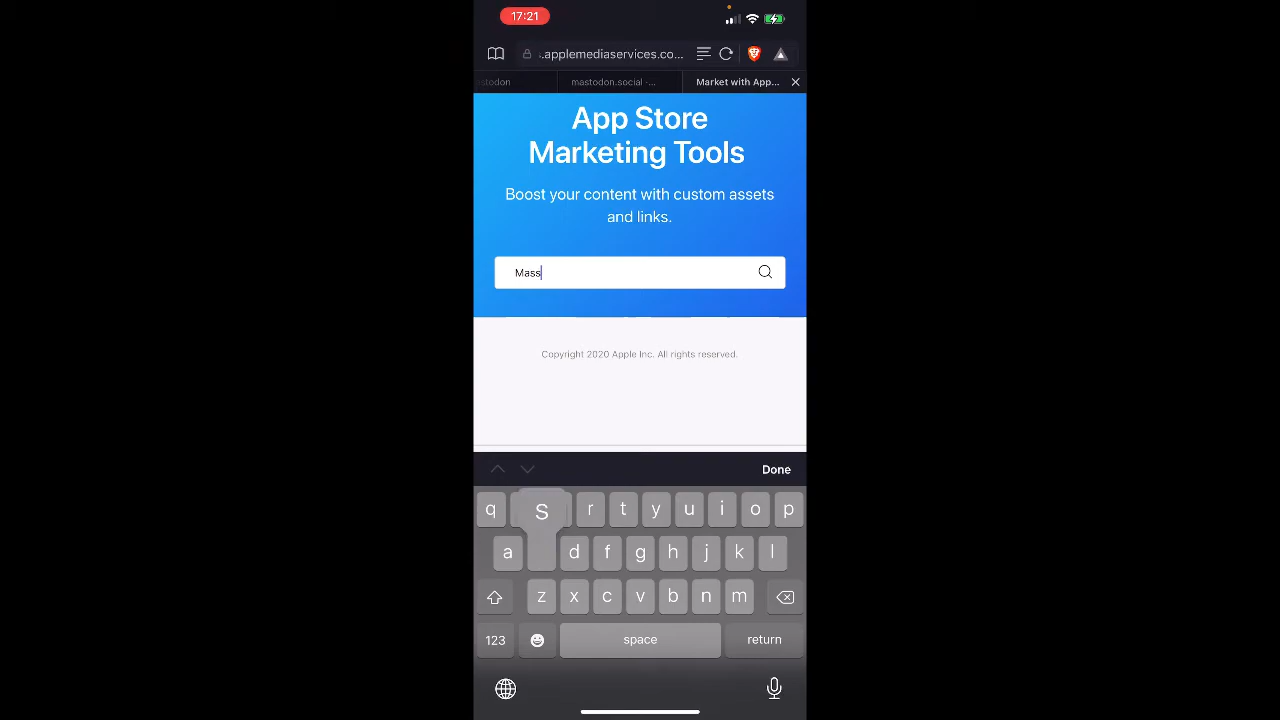 17:21
.applemediaservices.co...
stodon
mastodon.social -...
Market with App...
App Store
Marketing Tools
Boost your content with custom assets
and links.
Mass
Copyright 2020 Apple Inc. All rights reserved.
Done
q S r t y u i o p
a d f g h j k l
z x c v b n m
123 space return